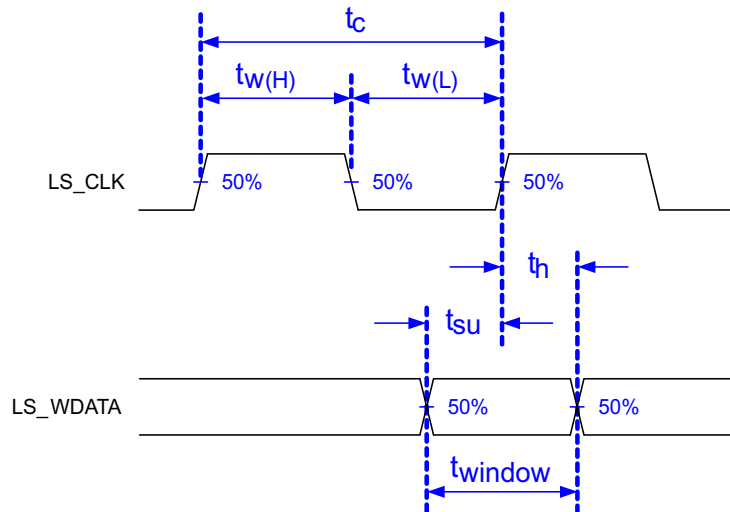 tc
tw(H) tw(L)
LS_CLK 50% 50% 50%
th
tsu
LS_WDATA 50% 50%
twindow